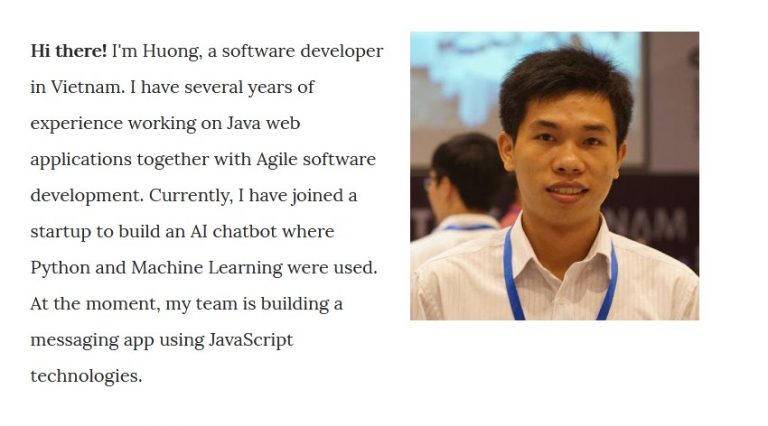 Hi there! I'm Huong, a software developer
in Vietnam. I have several years of
experience working on Java web
applications together with Agile software
development. Currently, I have joined a
startup to build an AI chatbot where
Python and Machine Learning were used.
At the moment, my team is building a
messaging app using JavaScript
technologies.
NAM